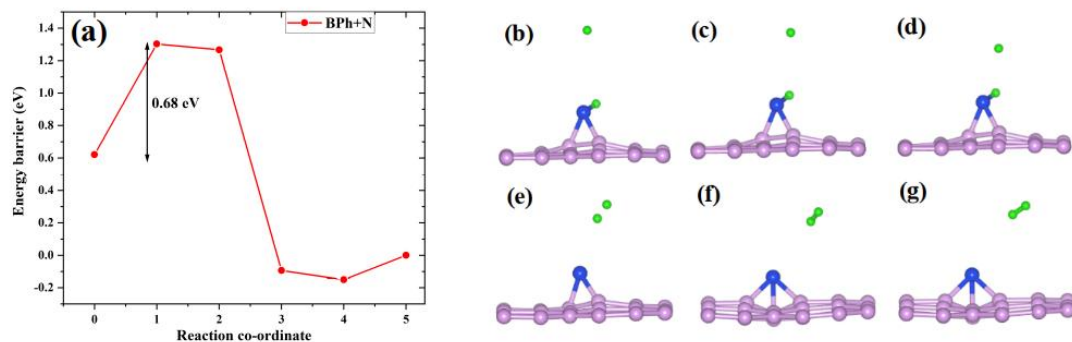 (a)
BPh+N
1.4
1.2
1.0
0.8
0.6
0.4
0.2
0.0
-0.2
0.68 eV
Energy barrier (eV)
0 1 2 3 4 5
Reaction co-ordinate
(b) (c) (d)
(e) (f) (g)